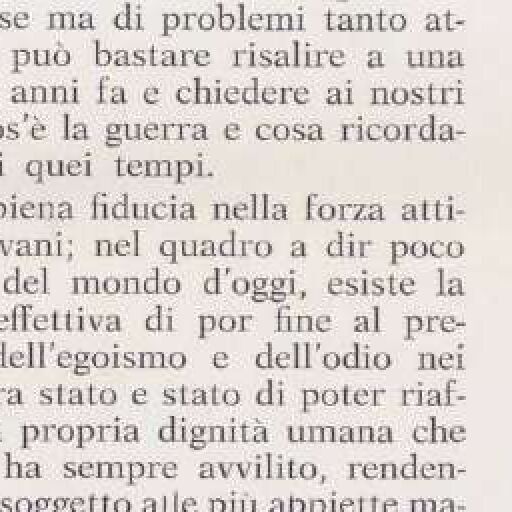 se ma di problemi tanto at-
può bastare risalire a una
anni fa e chiedere ai nostri
os'è la guerra e cosa ricorda-
i quei tempi.
piena fiducia nella forza atti-
vani; nel quadro a dir poco
del mondo d'oggi, esiste la
effettiva di por fine al pre-
dell'egoismo e dell'odio nei
ra stato e stato di poter riaf-
propria dignità umana che
ha sempre avvilito, renden-
soggetto alle più abniette ma-